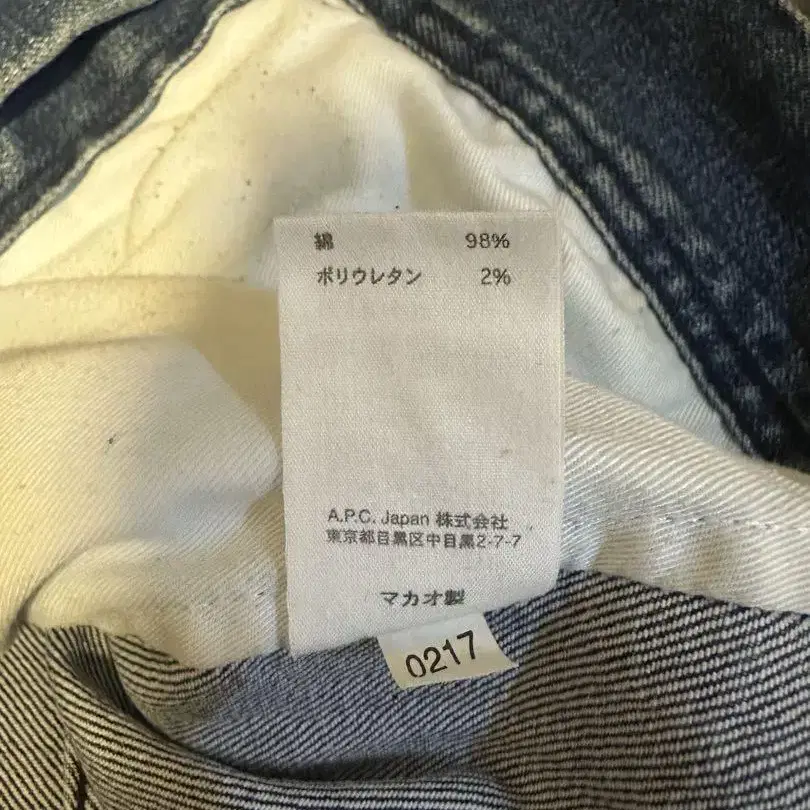 綿 98%
ポリウレタン 2%
A.P.C. Japan 株式会社
東京都目黒区中目黒2-7-7
マカオ製
0217